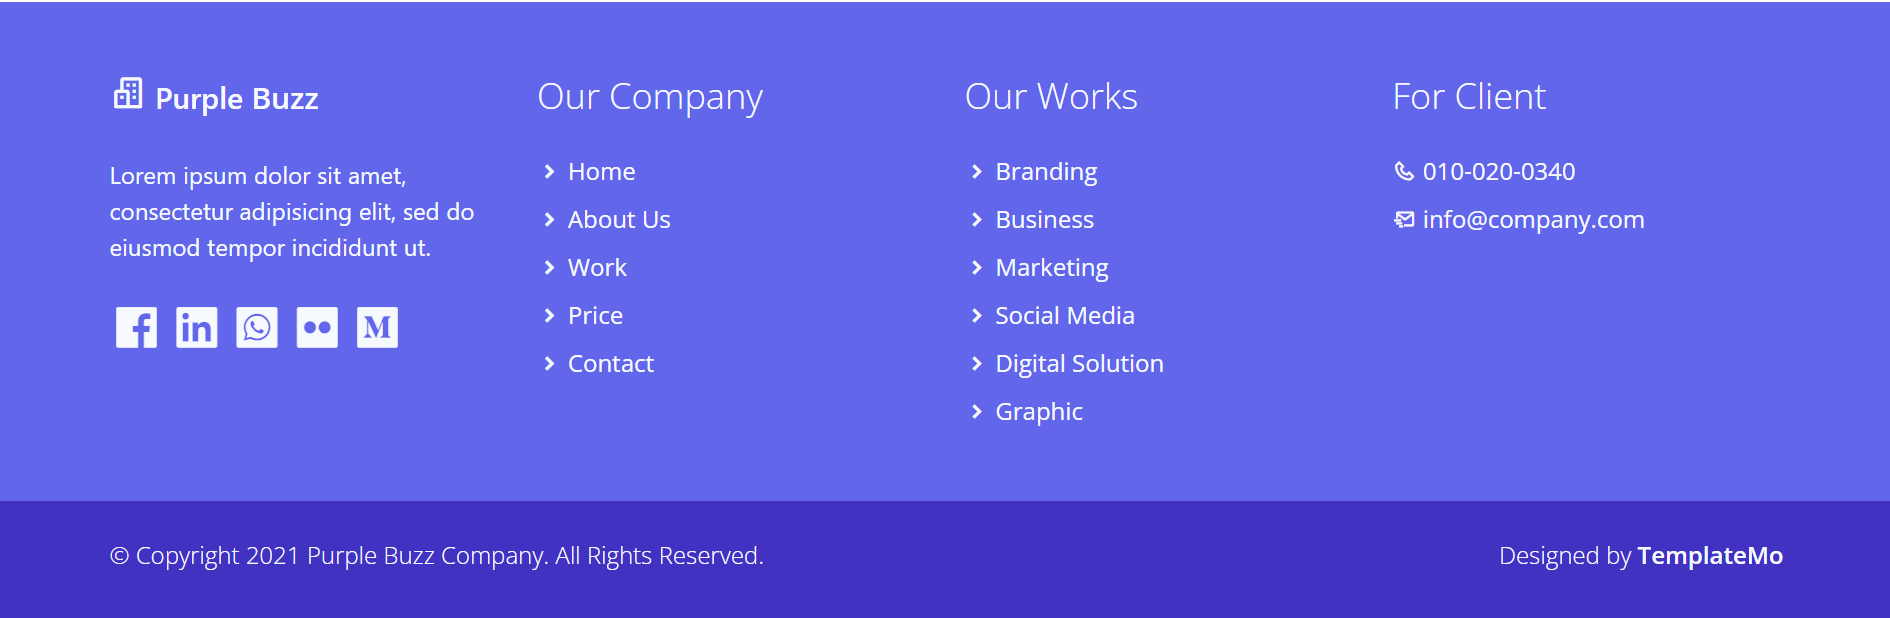 Purple Buzz
Lorem ipsum dolor sit amet,
consectetur adipisicing elit, sed do
eiusmod tempor incididunt ut.
Our Company
Home
About Us
Work
Price
Contact
Our Works
Branding
Business
Marketing
Social Media
Digital Solution
Graphic
For Client
010-020-0340
info@company.com
© Copyright 2021 Purple Buzz Company. All Rights Reserved.
Designed by TemplateMo